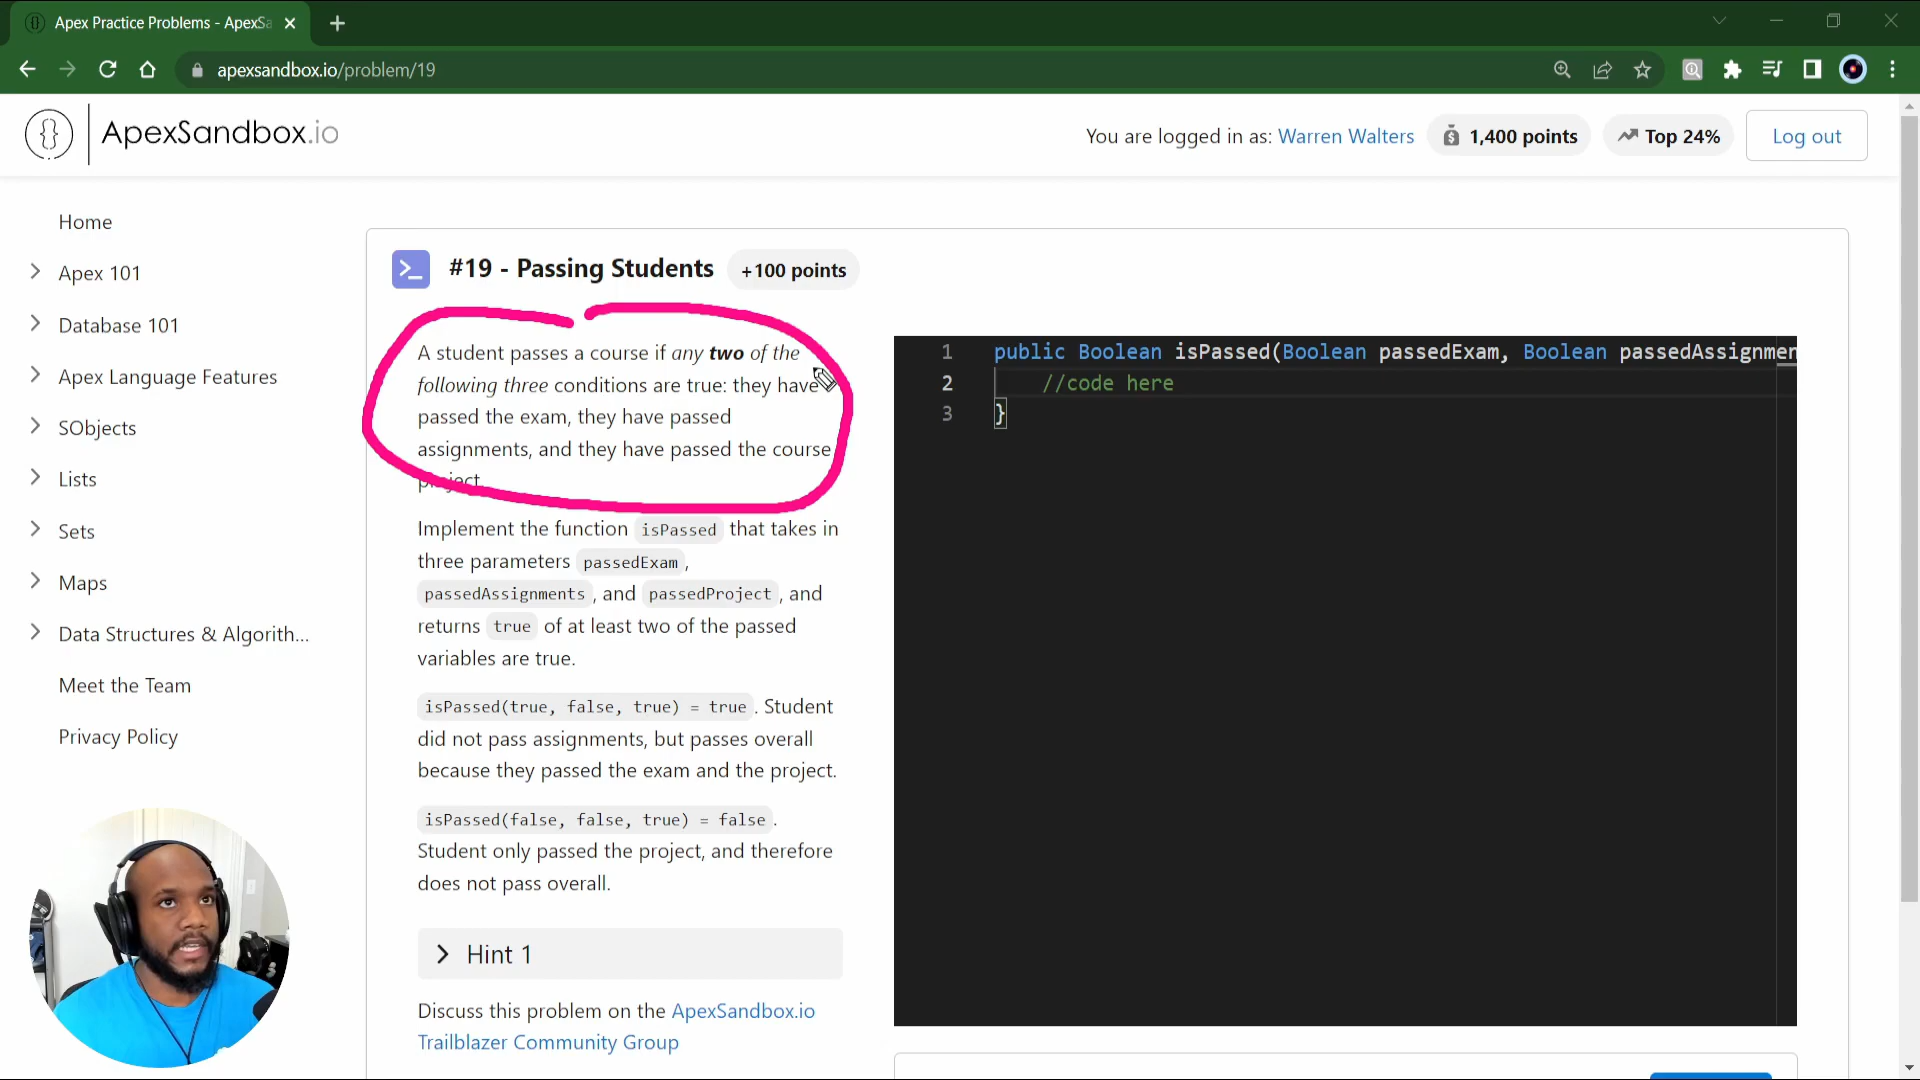 Apex Practice Problems - ApexSa
apexsandbox.io/problem/19
{} ApexSandbox.io
You are logged in as: Warren Walters
1,400 points
Top 24%
Log out
Home
Apex 101
Database 101
Apex Language Features
SObjects
Lists
Sets
Maps
Data Structures & Algorith...
Meet the Team
Privacy Policy
#19 - Passing Students
+100 points
A student passes a course if any two of the
following three conditions are true: they have
passed the exam, they have passed
assignments, and they have passed the course
project.
Implement the function isPassed that takes in
three parameters passedExam,
passedAssignments, and passedProject, and
returns true of at least two of the passed
variables are true.
isPassed(true, false, true) = true. Student
did not pass assignments, but passes overall
because they passed the exam and the project.
isPassed(false, false, true) = false.
Student only passed the project, and therefore
does not pass overall.
Hint 1
Discuss this problem on the ApexSandbox.io
Trailblazer Community Group
1 public Boolean isPassed(Boolean passedExam, Boolean passedAssignmen
2 //code here
3 }